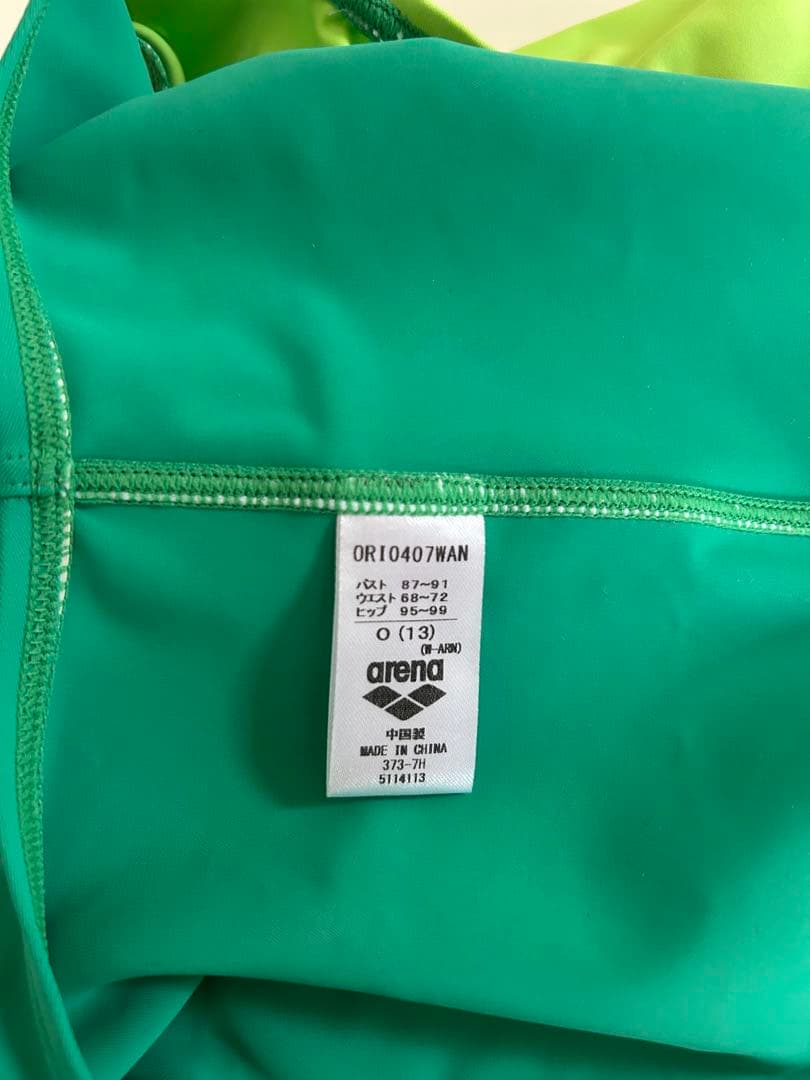 ORI0407WAN
バスト 87~91
ウエスト 68~72
ヒップ 95~99
O (13)
(W-ARN)
arena
中国製
MADE IN CHINA
373-7H
5114113